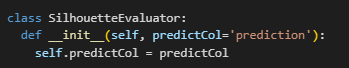 class SilhouetteEvaluator:
  def __init__(self, predictCol='prediction'):
    self.predictCol = predictCol